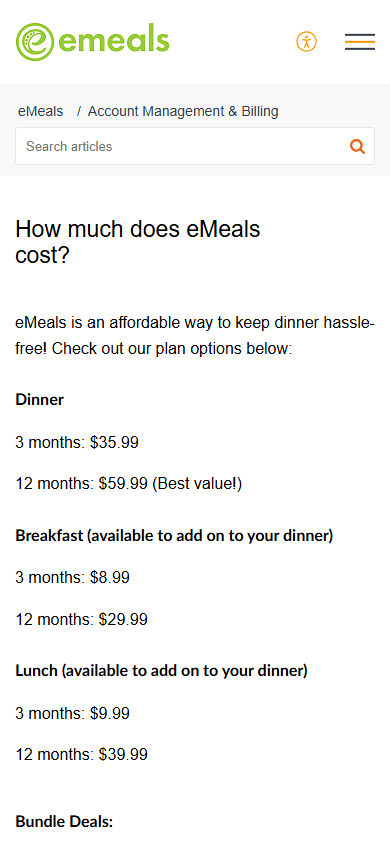 emeals
eMeals / Account Management & Billing
Search articles
How much does eMeals
cost?
eMeals is an affordable way to keep dinner hassle-
free! Check out our plan options below:
Dinner
3 months: $35.99
12 months: $59.99 (Best value!)
Breakfast (available to add on to your dinner)
3 months: $8.99
12 months: $29.99
Lunch (available to add on to your dinner)
3 months: $9.99
12 months: $39.99
Bundle Deals: